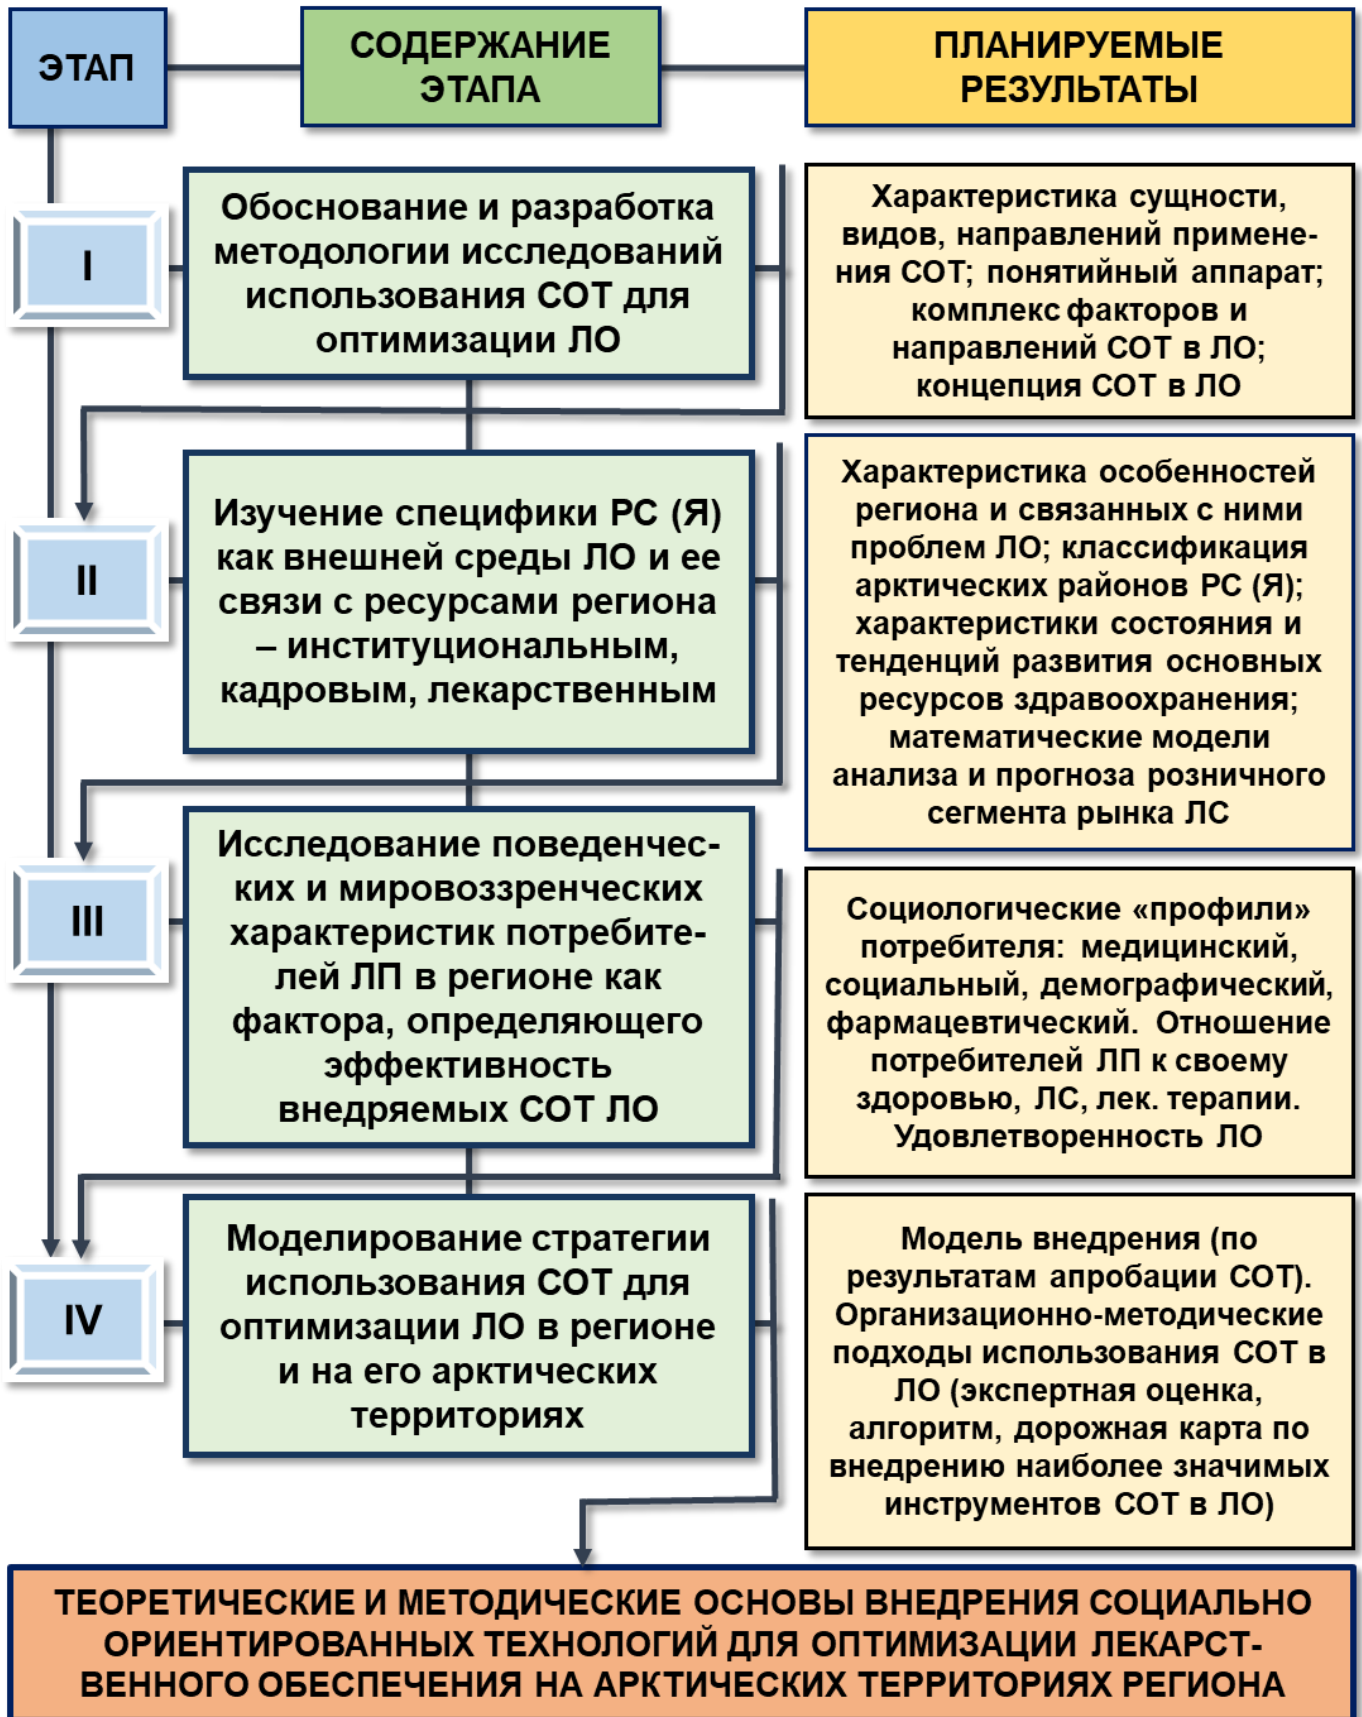 ЭТАП
СОДЕРЖАНИЕ
ЭТАПА
ПЛАНИРУЕМЫЕ
РЕЗУЛЬТАТЫ
I
Обоснование и разработка
методологии исследований
использования СОТ для
оптимизации ЛО
Характеристика сущности,
видов, направлений примене-
ния СОТ; понятийный аппарат;
комплекс факторов и
направлений СОТ в ЛО;
концепция СОТ в ЛО
II
Изучение специфики РС (Я)
как внешней среды ЛО и ее
связи с ресурсами региона
– институциональным,
кадровым, лекарственным
Характеристика особенностей
региона и связанных с ними
проблем ЛО; классификация
арктических районов РС (Я);
характеристики состояния и
тенденций развития основных
ресурсов здравоохранения;
математические модели
анализа и прогноза розничного
сегмента рынка ЛС
III
Исследование поведенчес-
ких и мировоззренческих
характеристик потребите-
лей ЛП в регионе как
фактора, определяющего
эффективность
внедряемых СОТ ЛО
Социологические «профили»
потребителя: медицинский,
социальный, демографический,
фармацевтический. Отношение
потребителей ЛП к своему
здоровью, ЛС, лек. терапии.
Удовлетворенность ЛО
IV
Моделирование стратегии
использования СОТ для
оптимизации ЛО в регионе
и на его арктических
территориях
Модель внедрения (по
результатам апробации СОТ).
Организационно-методические
подходы использования СОТ в
ЛО (экспертная оценка,
алгоритм, дорожная карта по
внедрению наиболее значимых
инструментов СОТ в ЛО)
ТЕОРЕТИЧЕСКИЕ И МЕТОДИЧЕСКИЕ ОСНОВЫ ВНЕДРЕНИЯ СОЦИАЛЬНО
ОРИЕНТИРОВАННЫХ ТЕХНОЛОГИЙ ДЛЯ ОПТИМИЗАЦИИ ЛЕКАРСТ-
ВЕННОГО ОБЕСПЕЧЕНИЯ НА АРКТИЧЕСКИХ ТЕРРИТОРИЯХ РЕГИОНА